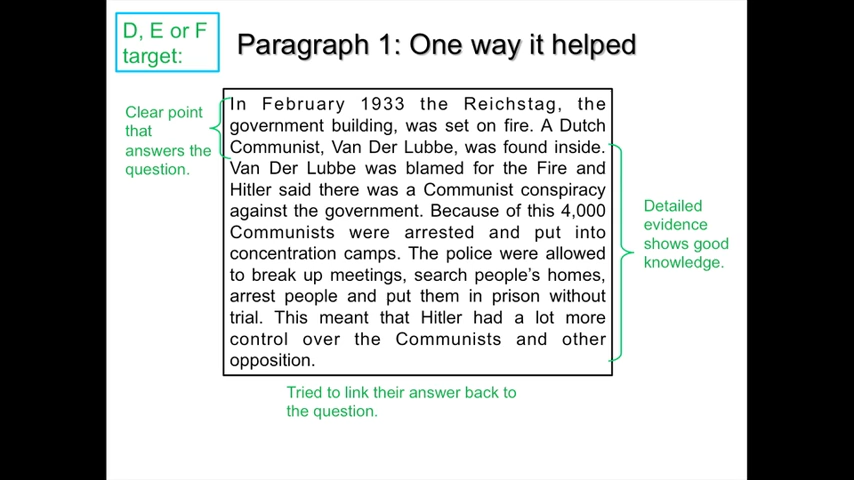 D, E or F
target:
Paragraph 1: One way it helped
Clear point
that
answers the
question.
In February 1933 the Reichstag, the
government building, was set on fire. A Dutch
Communist, Van Der Lubbe, was found inside.
Van Der Lubbe was blamed for the Fire and
Hitler said there was a Communist conspiracy
against the government. Because of this 4,000
Communists were arrested and put into
concentration camps. The police were allowed
to break up meetings, search people's homes,
arrest people and put them in prison without
trial. This meant that Hitler had a lot more
control over the Communists and other
opposition.
Detailed
evidence
shows good
knowledge.
Tried to link their answer back to
the question.